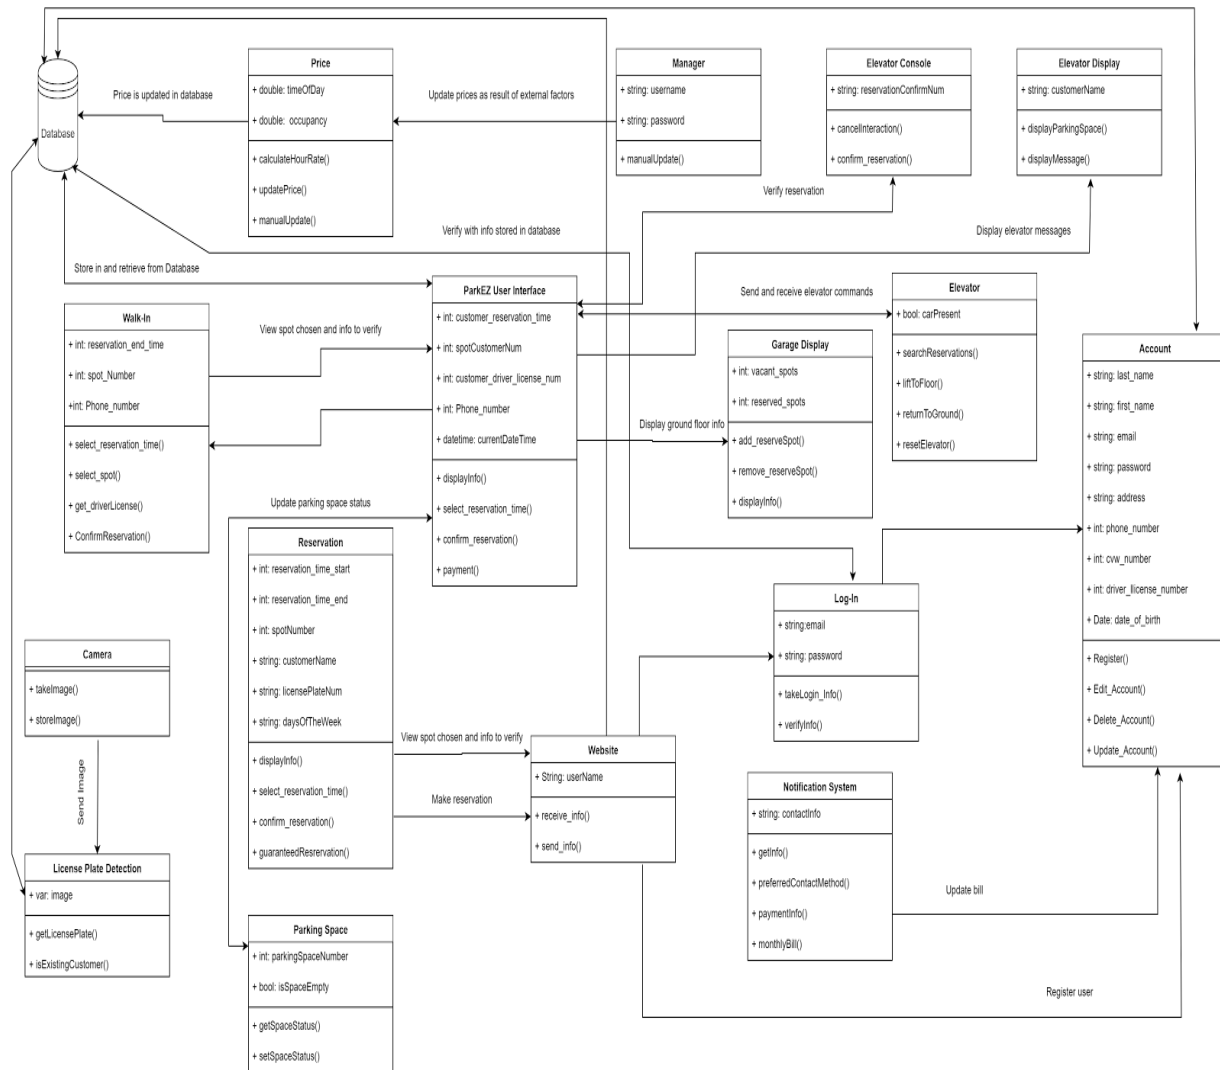 Database
Price is updated in database
Price
+ double: timeOfDay
+ double: occupancy
+ calculateHourRate()
+ updatePrice()
+ manualUpdate()
Update prices as result of external factors
Manager
+ string: username
+ string: password
+ manualUpdate()
Elevator Console
+ string: reservationConfirmNum
+ cancelInteraction()
+ confirm_reservation()
Elevator Display
+ string: customerName
+ displayParkingSpace()
+ displayMessage()
Verify reservation
Verify with info stored in database
Display elevator messages
Store in and retrieve from Database
Send and receive elevator commands
Walk-In
+ int: reservation_end_time
+ int: spot_Number
+int: Phone_number
+ select_reservation_time()
+ select_spot()
+ get_driverLicense()
+ ConfirmReservation()
View spot chosen and info to verify
ParkEZ User Interface
+ int: customer_reservation_time
+ int: spotCustomerNum
+ int: customer_driver_license_num
+ int: Phone_number
+ datetime: currentDateTime
+ displayInfo()
+ select_reservation_time()
+ confirm_reservation()
+ payment()
Elevator
+ bool: carPresent
+ searchReservations()
+ liftToFloor()
+ returnToGround()
+ resetElevator()
Garage Display
+ int: vacant_spots
+ int: reserved_spots
+ add_reserveSpot()
+ remove_reserveSpot()
+ displayInfo()
Display ground floor info
Account
+ string: last_name
+ string: first_name
+ string: email
+ string: password
+ string: address
+ int: phone_number
+ int: cvw_number
+ int: driver_llicense_number
+ Date: date_of_birth
+ Register()
+ Edit_Account()
+ Delete_Account()
+ Update_Account()
Update parking space status
Reservation
+ int: reservation_time_start
+ int: reservation_time_end
+ int: spotNumber
+ string: customerName
+ string: licensePlateNum
+ string: daysOfTheWeek
+ displayInfo()
+ select_reservation_time()
+ confirm_reservation()
+ guaranteedResrervation()
Log-In
+ string:email
+ string: password
+ takeLogin_Info()
+ verifyInfo()
Camera
+ takeImage()
+ storeImage()
Send Image
View spot chosen and info to verify
Make reservation
Website
+ String: userName
+ receive_info()
+ send_info()
Notification System
+ string: contactInfo
+ getInfo()
+ preferredContactMethod()
+ paymentInfo()
+ monthlyBill()
Update bill
License Plate Detection
+ var: image
+ getLicensePlate()
+ isExistingCustomer()
Parking Space
+ int: parkingSpaceNumber
+ bool: isSpaceEmpty
+ getSpaceStatus()
+ setSpaceStatus()
Register user